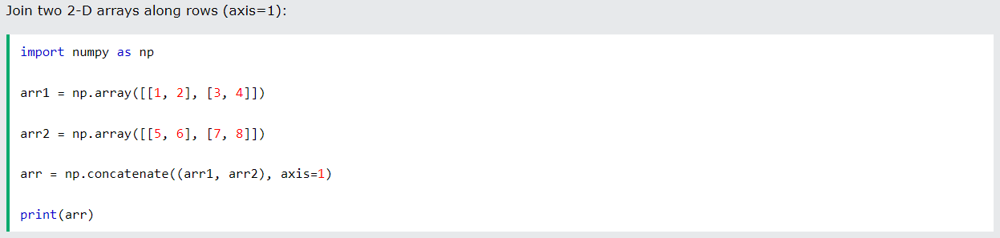 Join two 2-D arrays along rows (axis=1):
import numpy as np
arr1 = np.array([[1, 2], [3, 4]])
arr2 = np.array([[5, 6], [7, 8]])
arr = np.concatenate((arr1, arr2), axis=1)
print(arr)